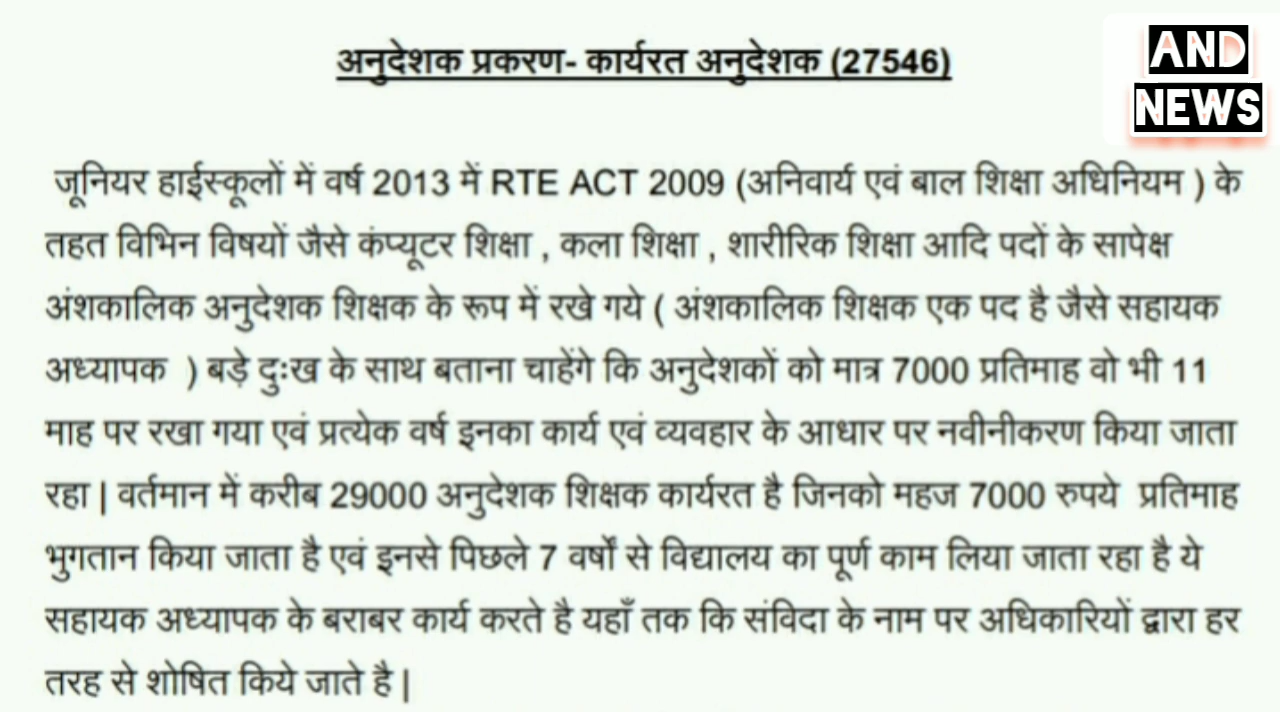 अनुदेशक प्रकरण- कार्यरत अनुदेशक (27546)
AND
NEWS
जूनियर हाईस्कूलों में वर्ष 2013 में RTE ACT 2009 (अनिवार्य एवं बाल शिक्षा अधिनियम ) के
तहत विभिन विषयों जैसे कंप्यूटर शिक्षा , कला शिक्षा , शारीरिक शिक्षा आदि पदों के सापेक्ष
अंशकालिक अनुदेशक शिक्षक के रूप में रखे गये ( अंशकालिक शिक्षक एक पद है जैसे सहायक
अध्यापक ) बड़े दुःख के साथ बताना चाहेंगे कि अनुदेशकों को मात्र 7000 प्रतिमाह वो भी 11
माह पर रखा गया एवं प्रत्येक वर्ष इनका कार्य एवं व्यवहार के आधार पर नवीनीकरण किया जाता
रहा | वर्तमान में करीब 29000 अनुदेशक शिक्षक कार्यरत है जिनको महज 7000 रुपये प्रतिमाह
भुगतान किया जाता है एवं इनसे पिछले 7 वर्षों से विद्यालय का पूर्ण काम लिया जाता रहा है ये
सहायक अध्यापक के बराबर कार्य करते है यहाँ तक कि संविदा के नाम पर अधिकारियों द्वारा हर
तरह से शोषित किये जाते है |